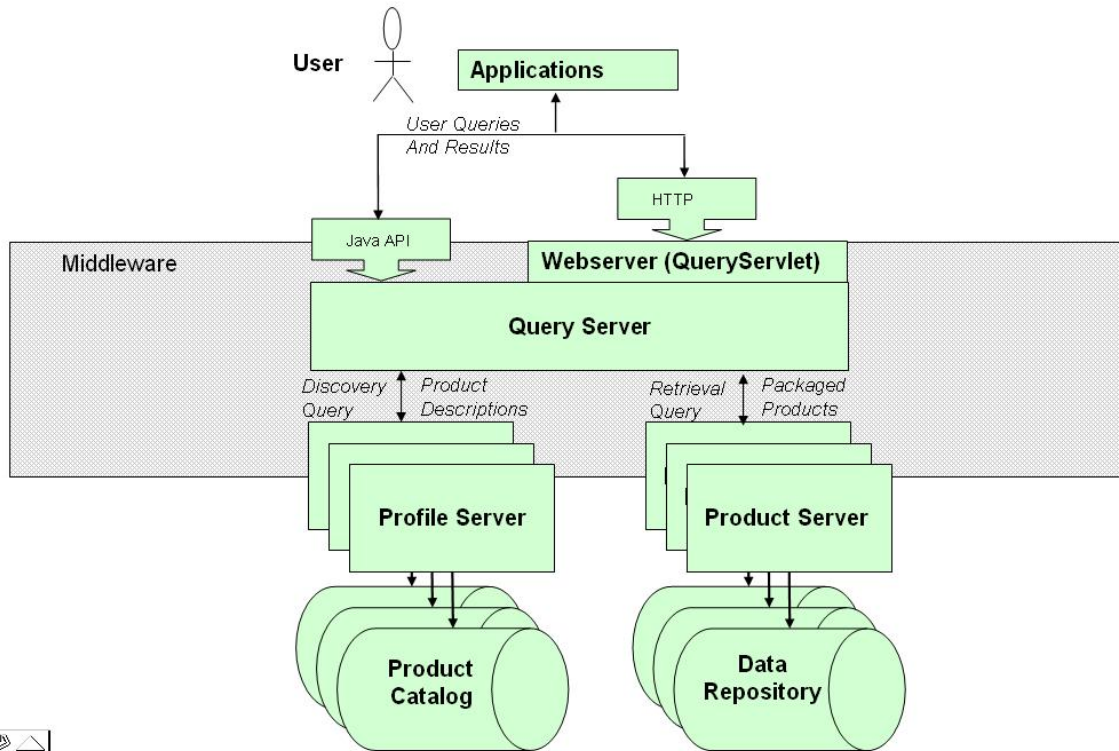 User
Applications
User Queries
And Results
HTTP
Java API
Middleware
Webserver (QueryServlet)
Query Server
Discovery
Query
Product
Descriptions
Retrieval
Query
Packaged
Products
Profile Server
Product Server
Product
Catalog
Data
Repository